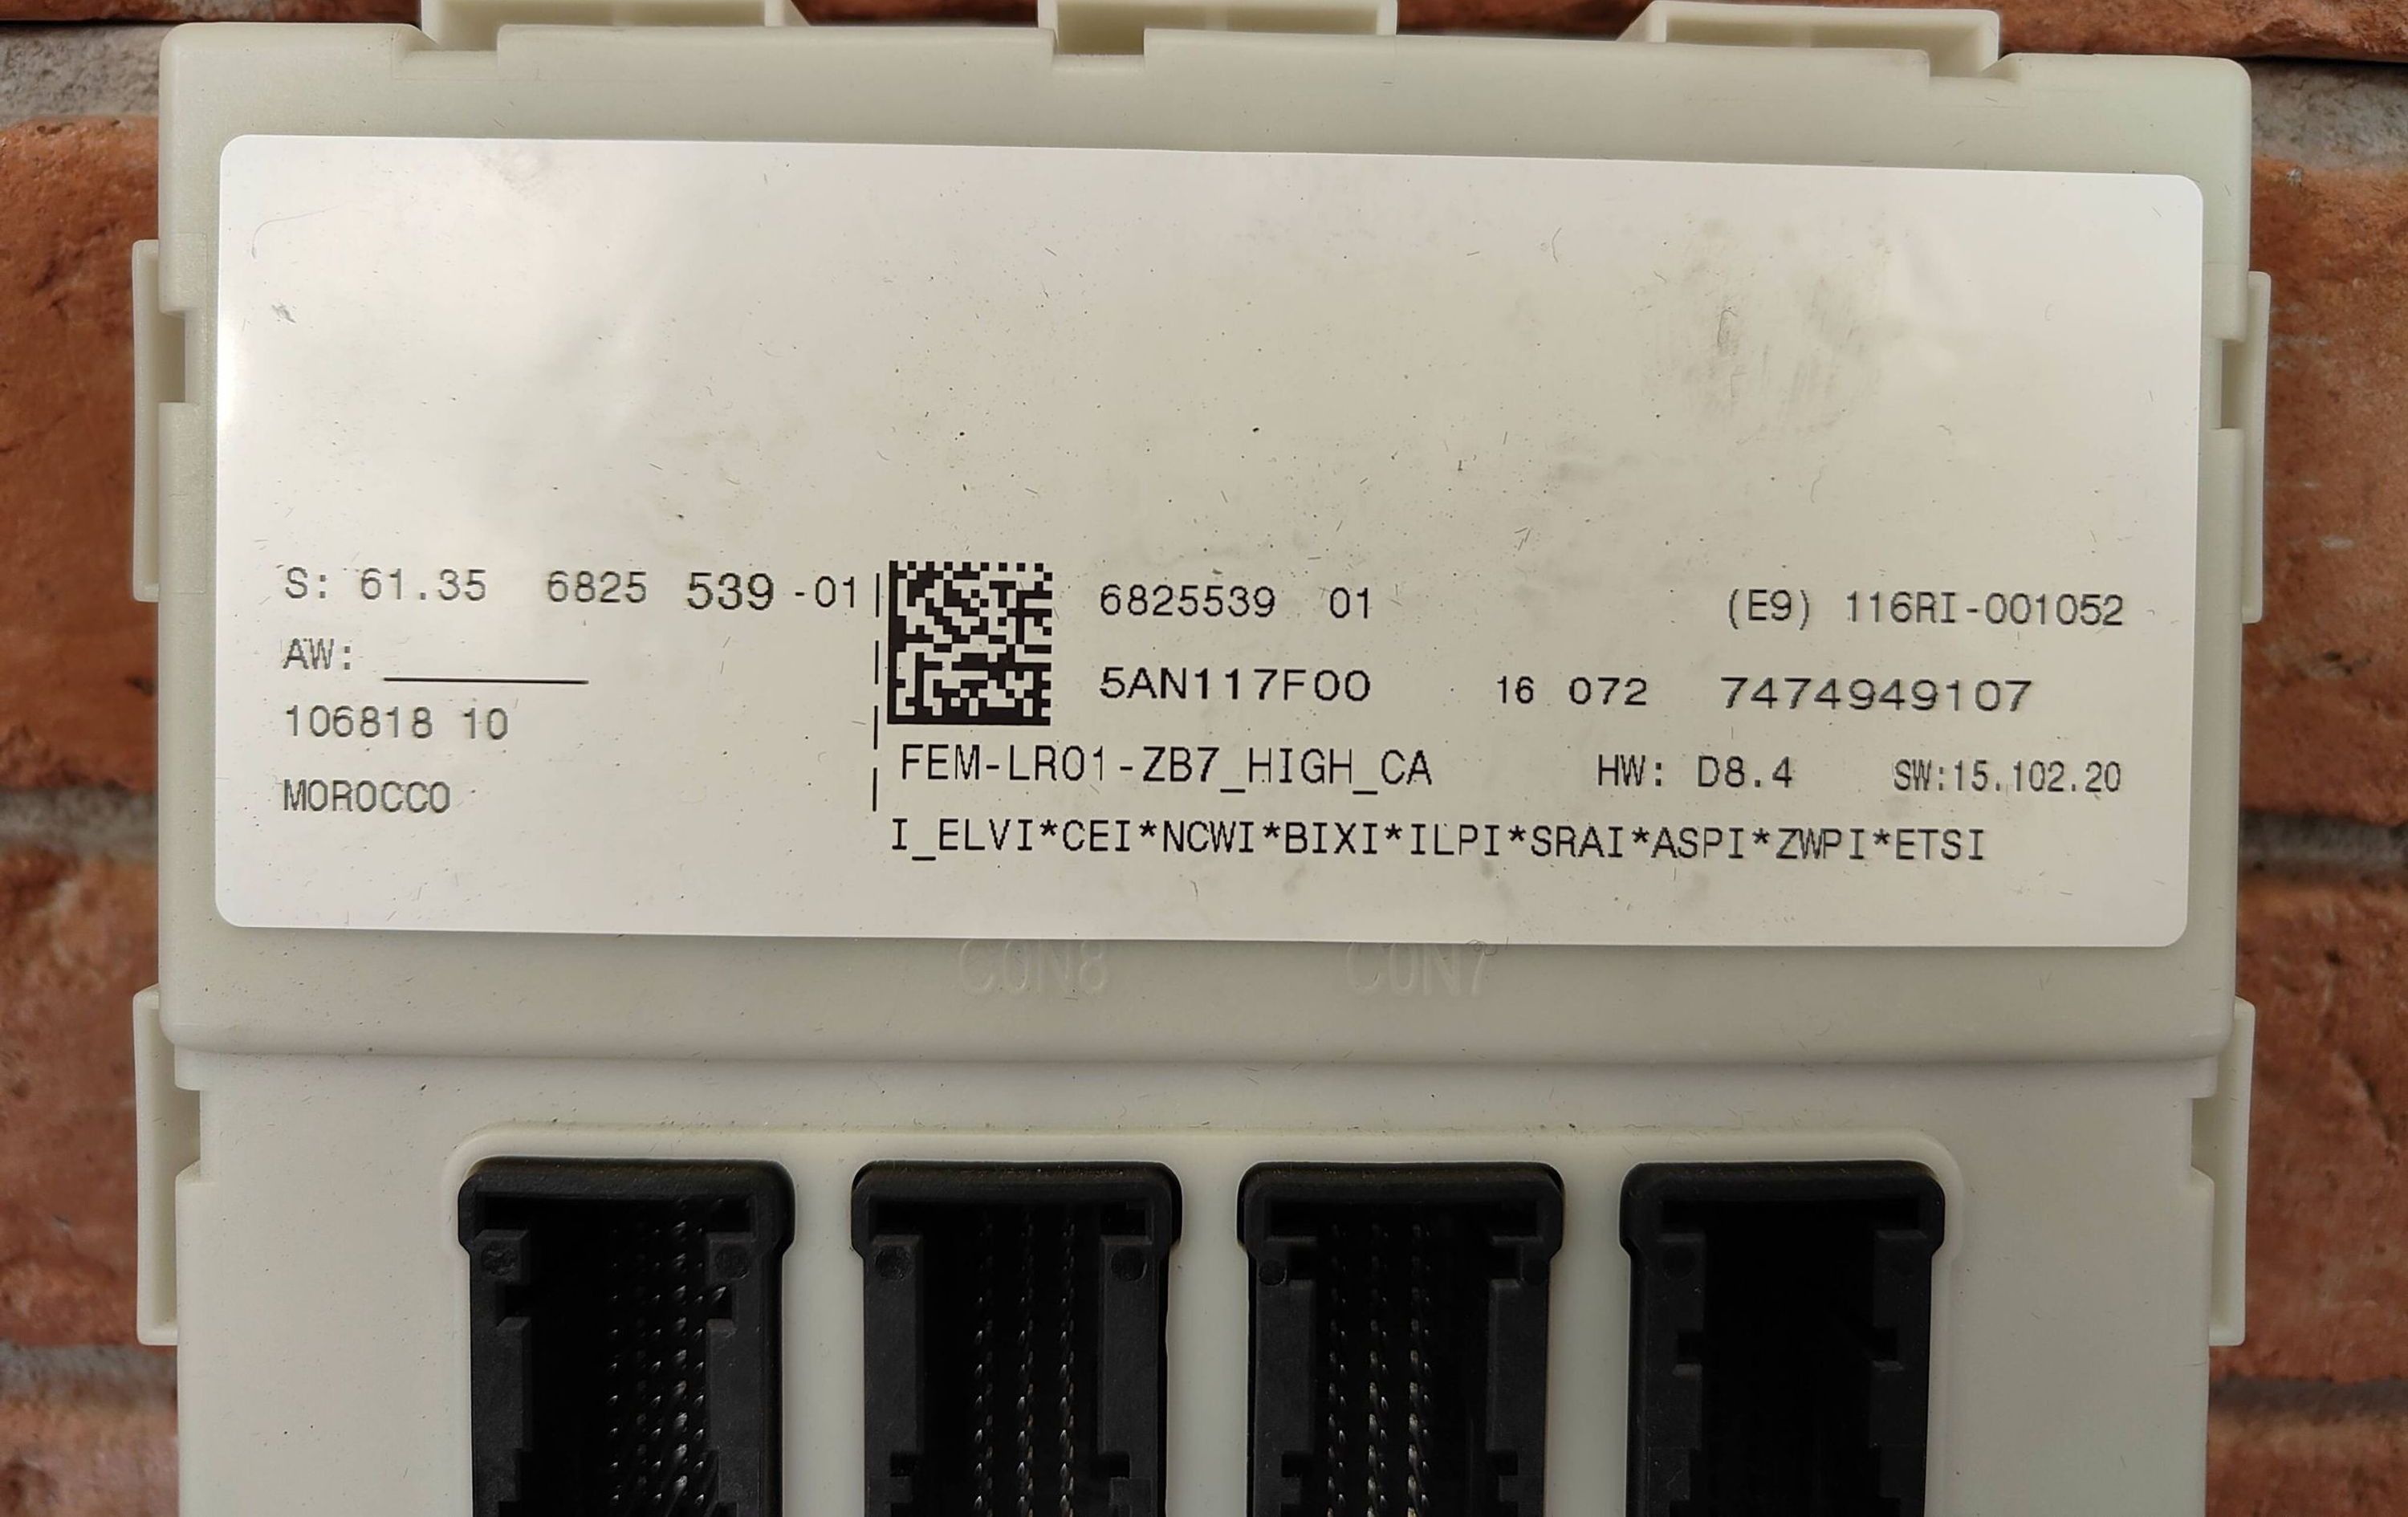 S: 61.35 6825 539 -01
AW:
106818 10
MOROCCO
6825539 01 (E9) 116RI-001052
5AN117F00 16 072 7474949107
FEM-LR01-ZB7_HIGH_CA HW: D8.4 SW:15.102.20
I_ELVI*CEI*NCWI*BIXI*ILPI*SRAI*ASPI*ZWPI*ETSI
CON8 CON7